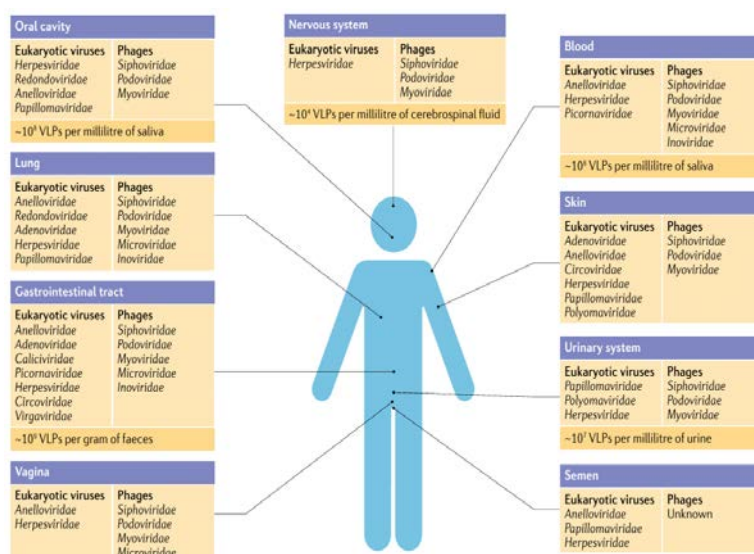 Oral cavity
Eukaryotic viruses Phages
Herpesviridae Siphoviridae
Redondoviridae Podoviridae
Anelloviridae Myoviridae
Papillomaviridae
~10⁸ VLPs per millilitre of saliva
Nervous system
Eukaryotic viruses Phages
Herpesviridae Siphoviridae
Podoviridae
Myoviridae
~10⁴ VLPs per millilitre of cerebrospinal fluid
Blood
Eukaryotic viruses Phages
Anelloviridae Siphoviridae
Herpesviridae Podoviridae
Picornaviridae Myoviridae
Microviridae
Inoviridae
VLPs per millilitre of saliva
Lung
Eukaryotic viruses Phages
Anelloviridae Siphoviridae
Redondoviridae Podoviridae
Adenoviridae Myoviridae
Herpesviridae Microviridae
Papillomaviridae Inoviridae
Skin
Eukaryotic viruses Phages
Adenoviridae Siphoviridae
Anelloviridae Podoviridae
Circoviridae Myoviridae
Herpesviridae
Papillomaviridae
Polyomaviridae
Gastrointestinal tract
Eukaryotic viruses Phages
Anelloviridae Siphoviridae
Adenoviridae Podoviridae
Caliciviridae Myoviridae
Picornaviridae Microviridae
Herpesviridae Inoviridae
Circoviridae
Virgaviridae
~10⁹ VLPs per gram of faeces
Urinary system
Eukaryotic viruses Phages
Papillomaviridae Siphoviridae
Polyomaviridae Podoviridae
Herpesviridae Myoviridae
~10⁷ VLPs per millilitre of urine
Vagina
Eukaryotic viruses Phages
Anelloviridae Siphoviridae
Herpesviridae Podoviridae
Myoviridae
Microviridae
Semen
Eukaryotic viruses Phages
Anelloviridae Unknown
Papillomaviridae
Herpesviridae